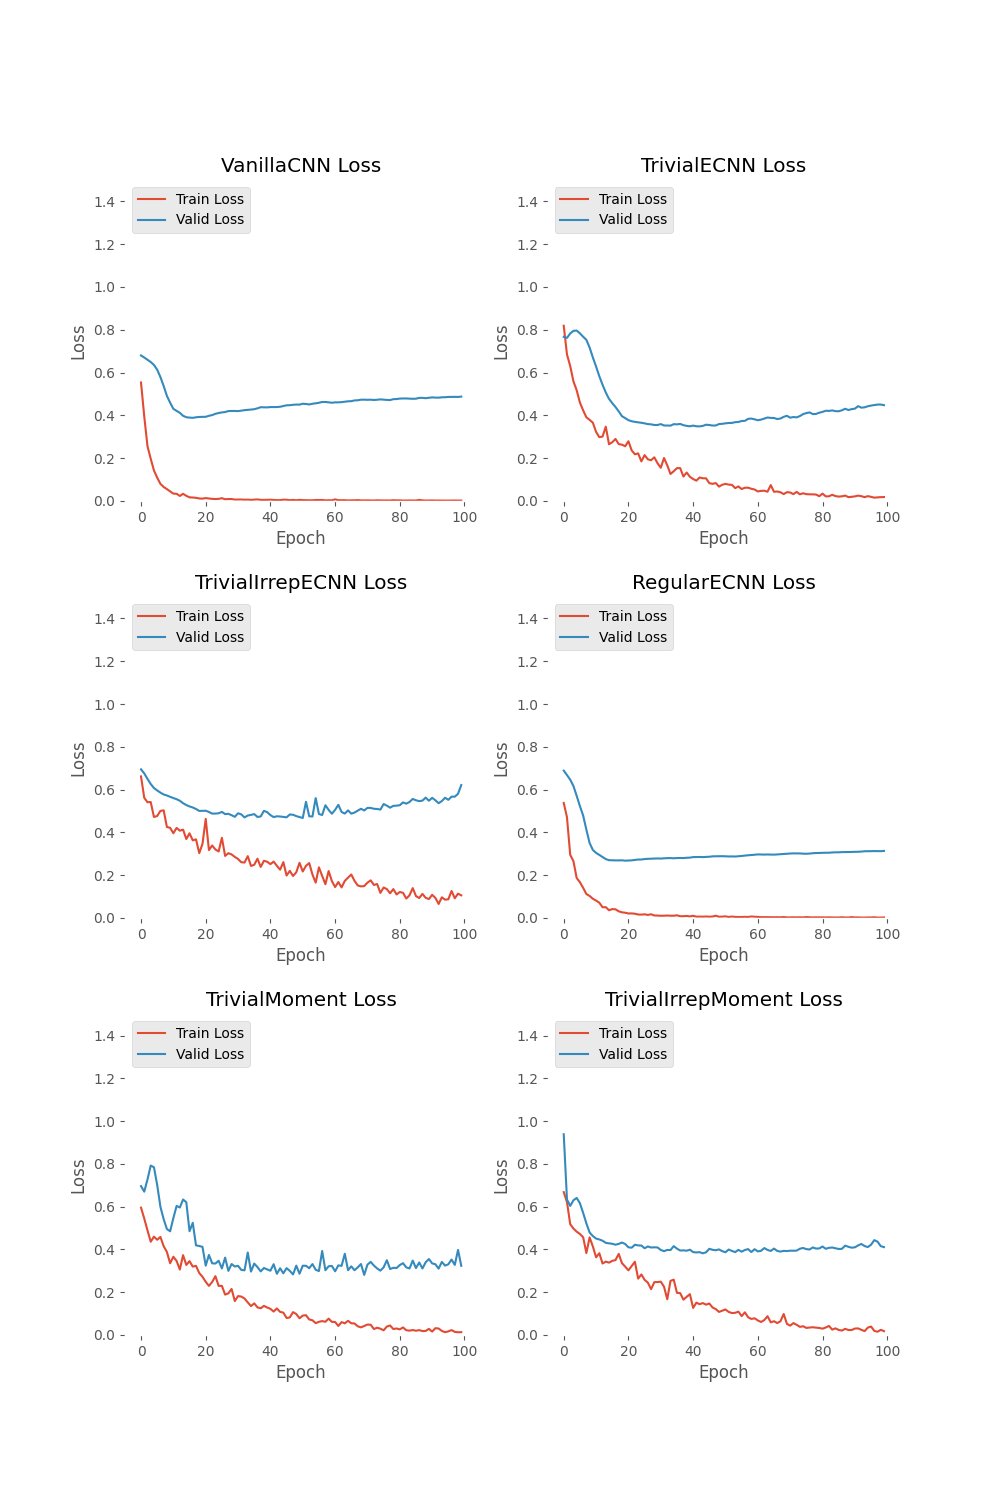 VanillaCNN Loss
Train Loss
Valid Loss
1.4
1.2
1.0
0.8
0.6
0.4
0.2
0.0
Loss
0 20 40 60 80 100
Epoch
TrivialECNN Loss
Train Loss
Valid Loss
1.4
1.2
1.0
0.8
0.6
0.4
0.2
0.0
Loss
0 20 40 60 80 100
Epoch
TrivialIrrepECNN Loss
Train Loss
Valid Loss
1.4
1.2
1.0
0.8
0.6
0.4
0.2
0.0
Loss
0 20 40 60 80 100
Epoch
RegularECNN Loss
Train Loss
Valid Loss
1.4
1.2
1.0
0.8
0.6
0.4
0.2
0.0
Loss
0 20 40 60 80 100
Epoch
TrivialMoment Loss
Train Loss
Valid Loss
1.4
1.2
1.0
0.8
0.6
0.4
0.2
0.0
Loss
0 20 40 60 80 100
Epoch
TrivialIrrepMoment Loss
Train Loss
Valid Loss
1.4
1.2
1.0
0.8
0.6
0.4
0.2
0.0
Loss
0 20 40 60 80 100
Epoch